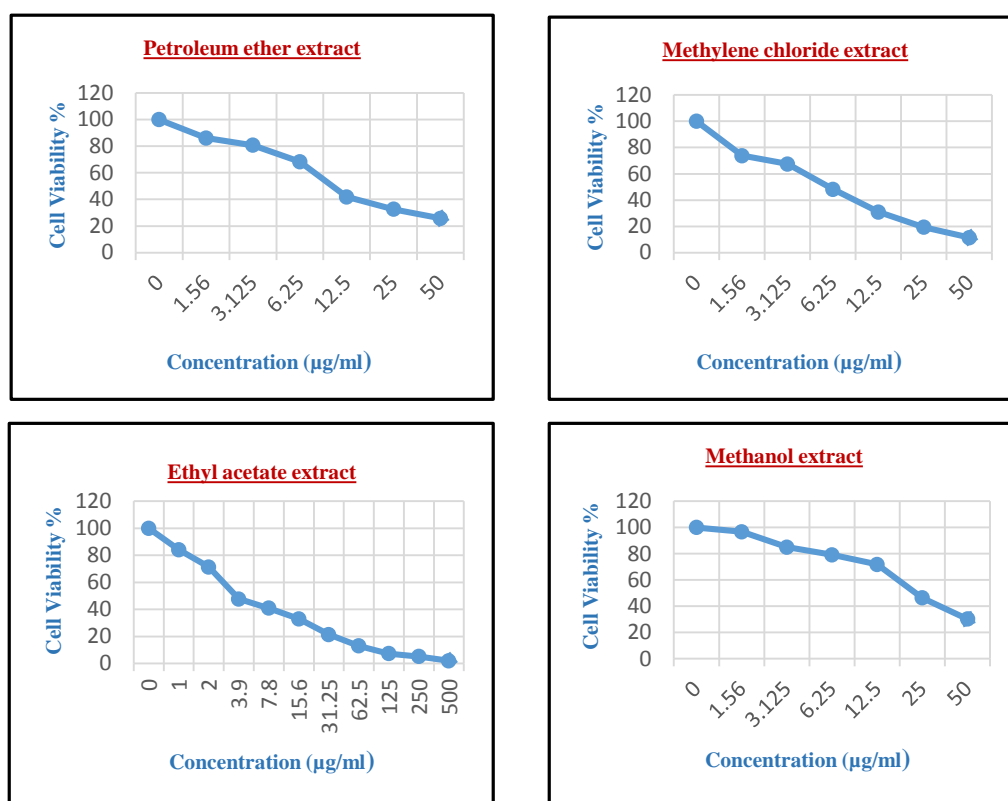 Petroleum ether extract
Cell Viability %
120
100
80
60
40
20
0
0 1.56 3.125 6.25 12.5 25 50
Concentration (µg/ml)
Methylene chloride extract
Cell Viability %
120
100
80
60
40
20
0
0 1.56 3.125 6.25 12.5 25 50
Concentration (µg/ml)
Ethyl acetate extract
Cell Viability %
120
100
80
60
40
20
0
0 1 2 3.9 7.8 15.6 31.25 62.5 125 250 500
Concentration (µg/ml)
Methanol extract
Cell Viability %
120
100
80
60
40
20
0
0 1.56 3.125 6.25 12.5 25 50
Concentration (µg/ml)